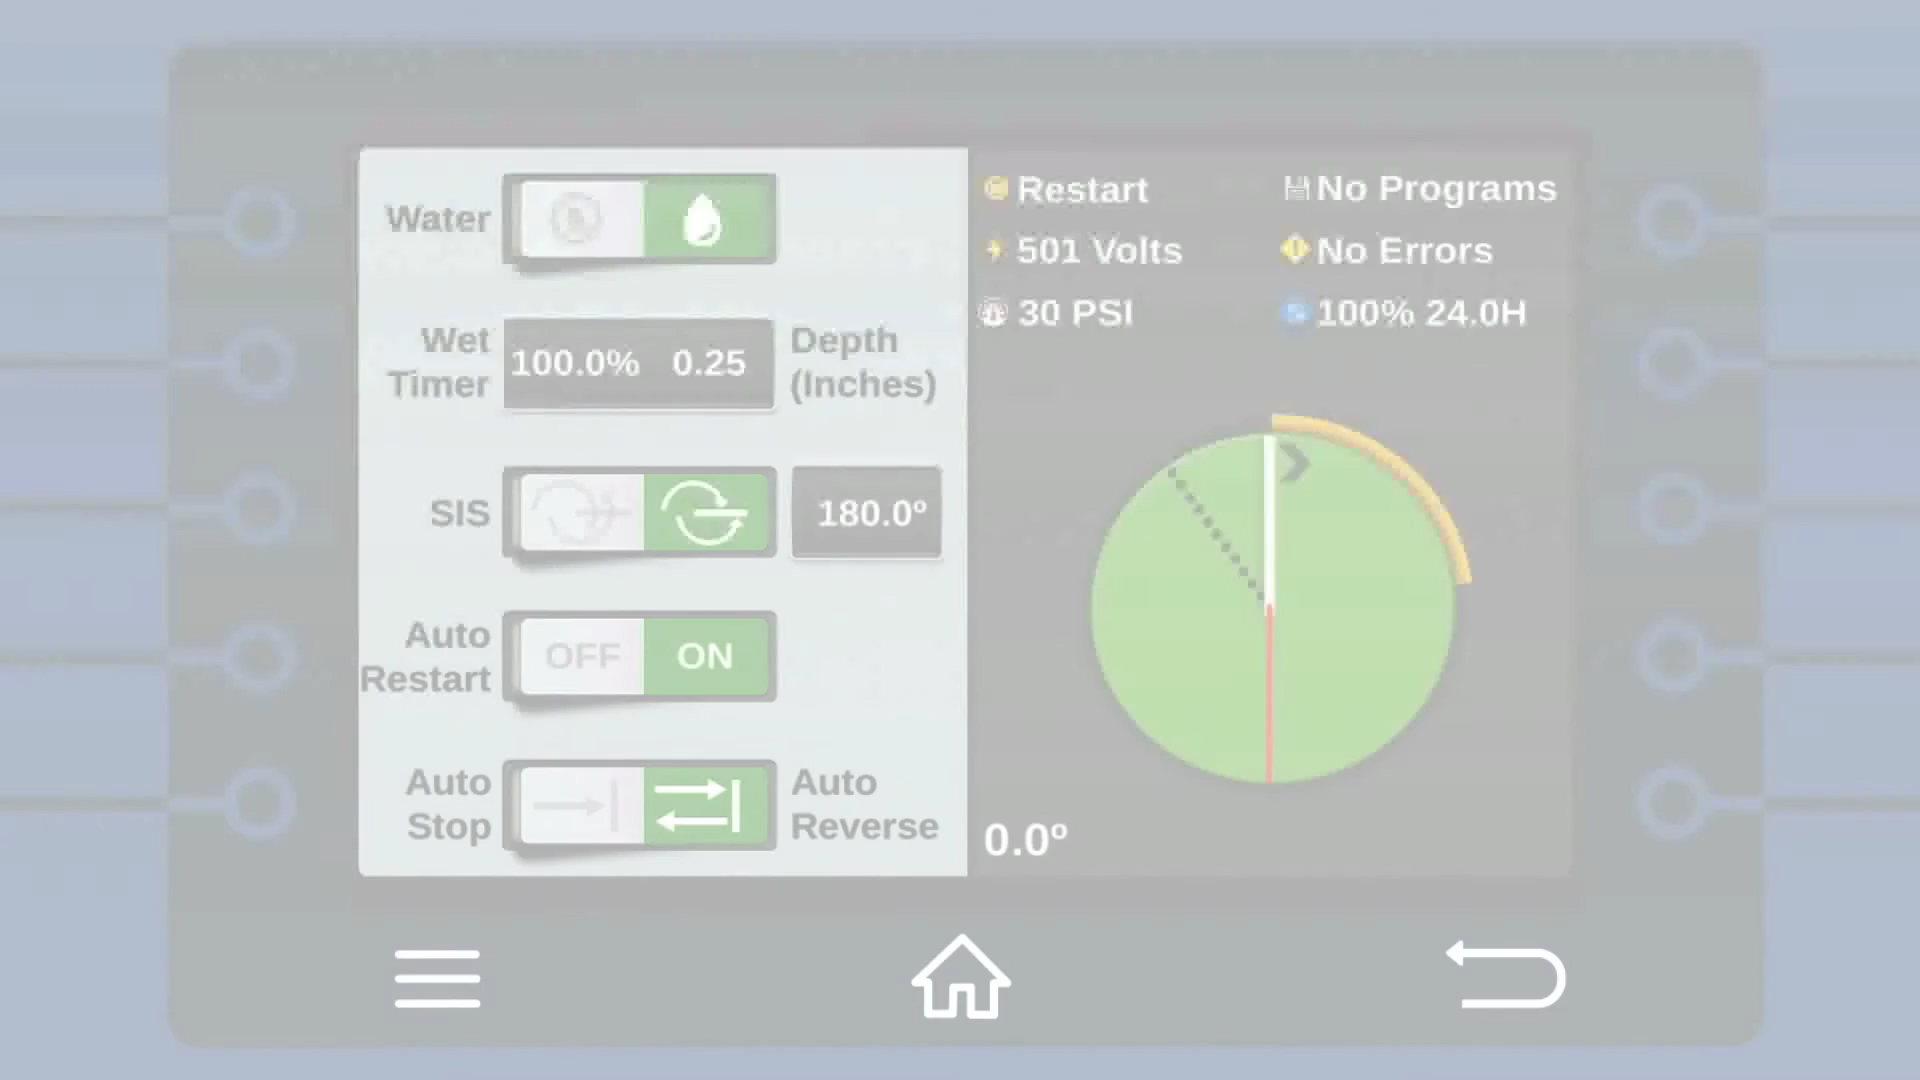 Water
Wet
Timer
100.0% 0.25
Depth
(Inches)
SIS
180.0º
Auto
Restart
OFF ON
Auto
Stop
Auto
Reverse
Restart
No Programs
501 Volts
No Errors
30 PSI
100% 24.0H
0.0º